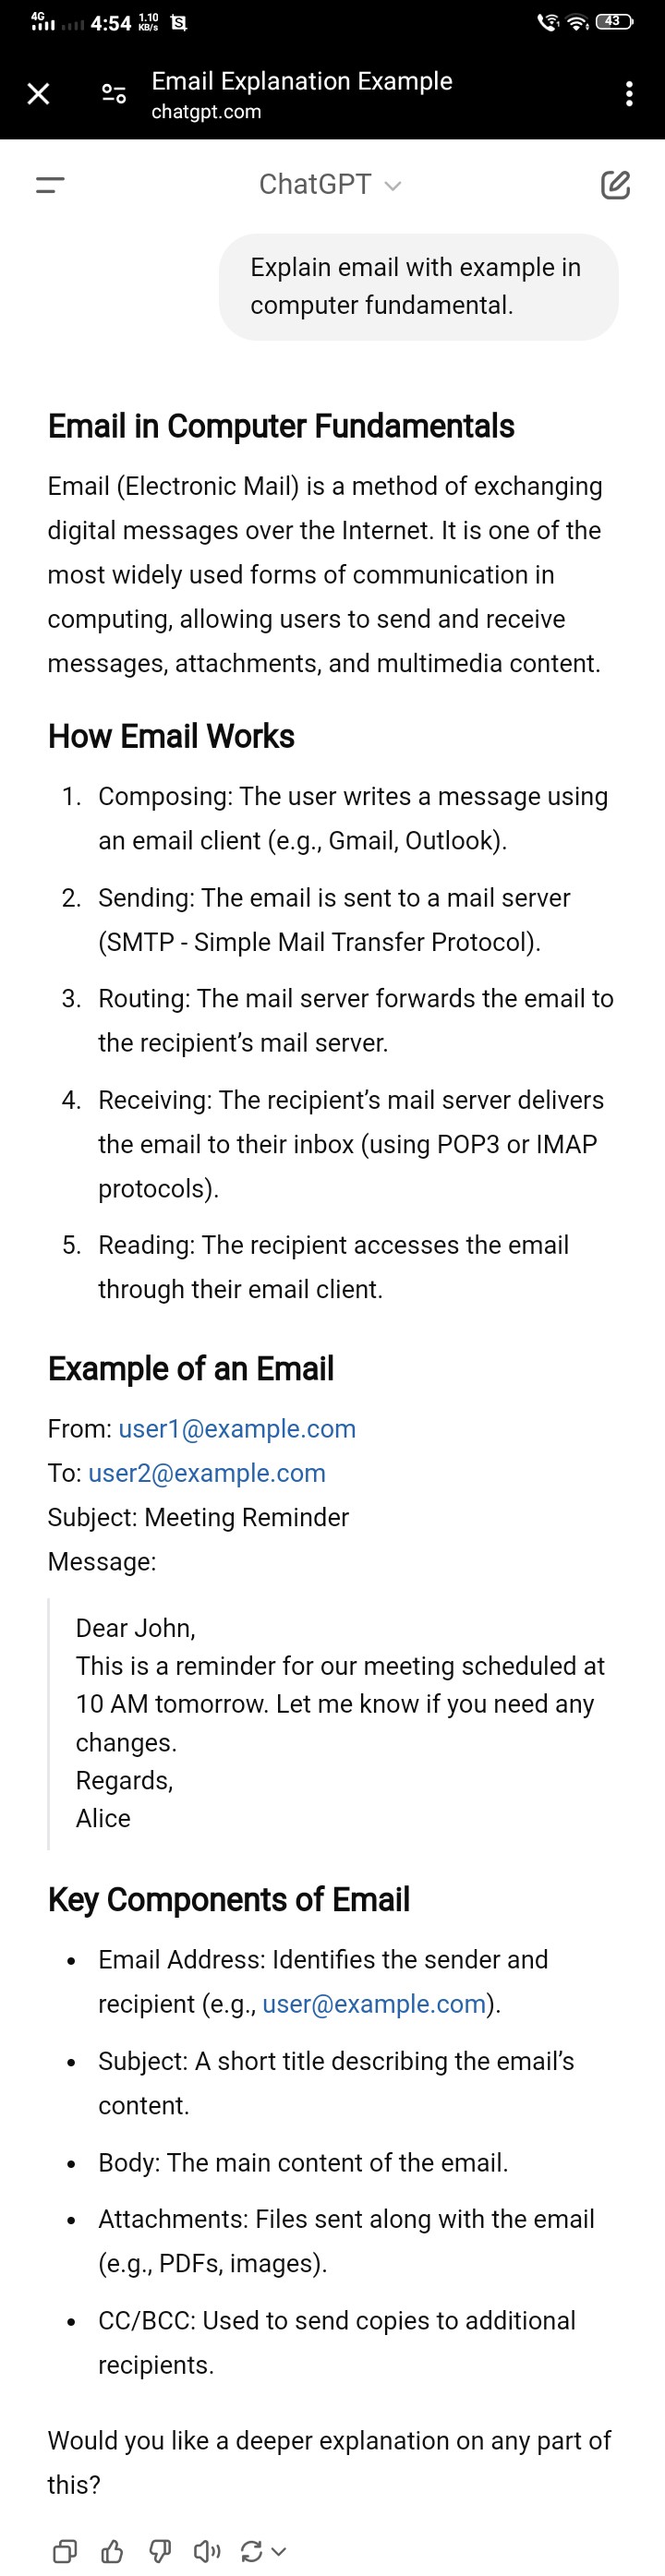 4G 4:54 1.10 KB/s S 43
Email Explanation Example
chatgpt.com
ChatGPT
Explain email with example in
computer fundamental.
Email in Computer Fundamentals
Email (Electronic Mail) is a method of exchanging
digital messages over the Internet. It is one of the
most widely used forms of communication in
computing, allowing users to send and receive
messages, attachments, and multimedia content.
How Email Works
1. Composing: The user writes a message using
an email client (e.g., Gmail, Outlook).
2. Sending: The email is sent to a mail server
(SMTP - Simple Mail Transfer Protocol).
3. Routing: The mail server forwards the email to
the recipient’s mail server.
4. Receiving: The recipient’s mail server delivers
the email to their inbox (using POP3 or IMAP
protocols).
5. Reading: The recipient accesses the email
through their email client.
Example of an Email
From: user1@example.com
To: user2@example.com
Subject: Meeting Reminder
Message:
Dear John,
This is a reminder for our meeting scheduled at
10 AM tomorrow. Let me know if you need any
changes.
Regards,
Alice
Key Components of Email
• Email Address: Identifies the sender and
recipient (e.g., user@example.com).
• Subject: A short title describing the email’s
content.
• Body: The main content of the email.
• Attachments: Files sent along with the email
(e.g., PDFs, images).
• CC/BCC: Used to send copies to additional
recipients.
Would you like a deeper explanation on any part of
this?